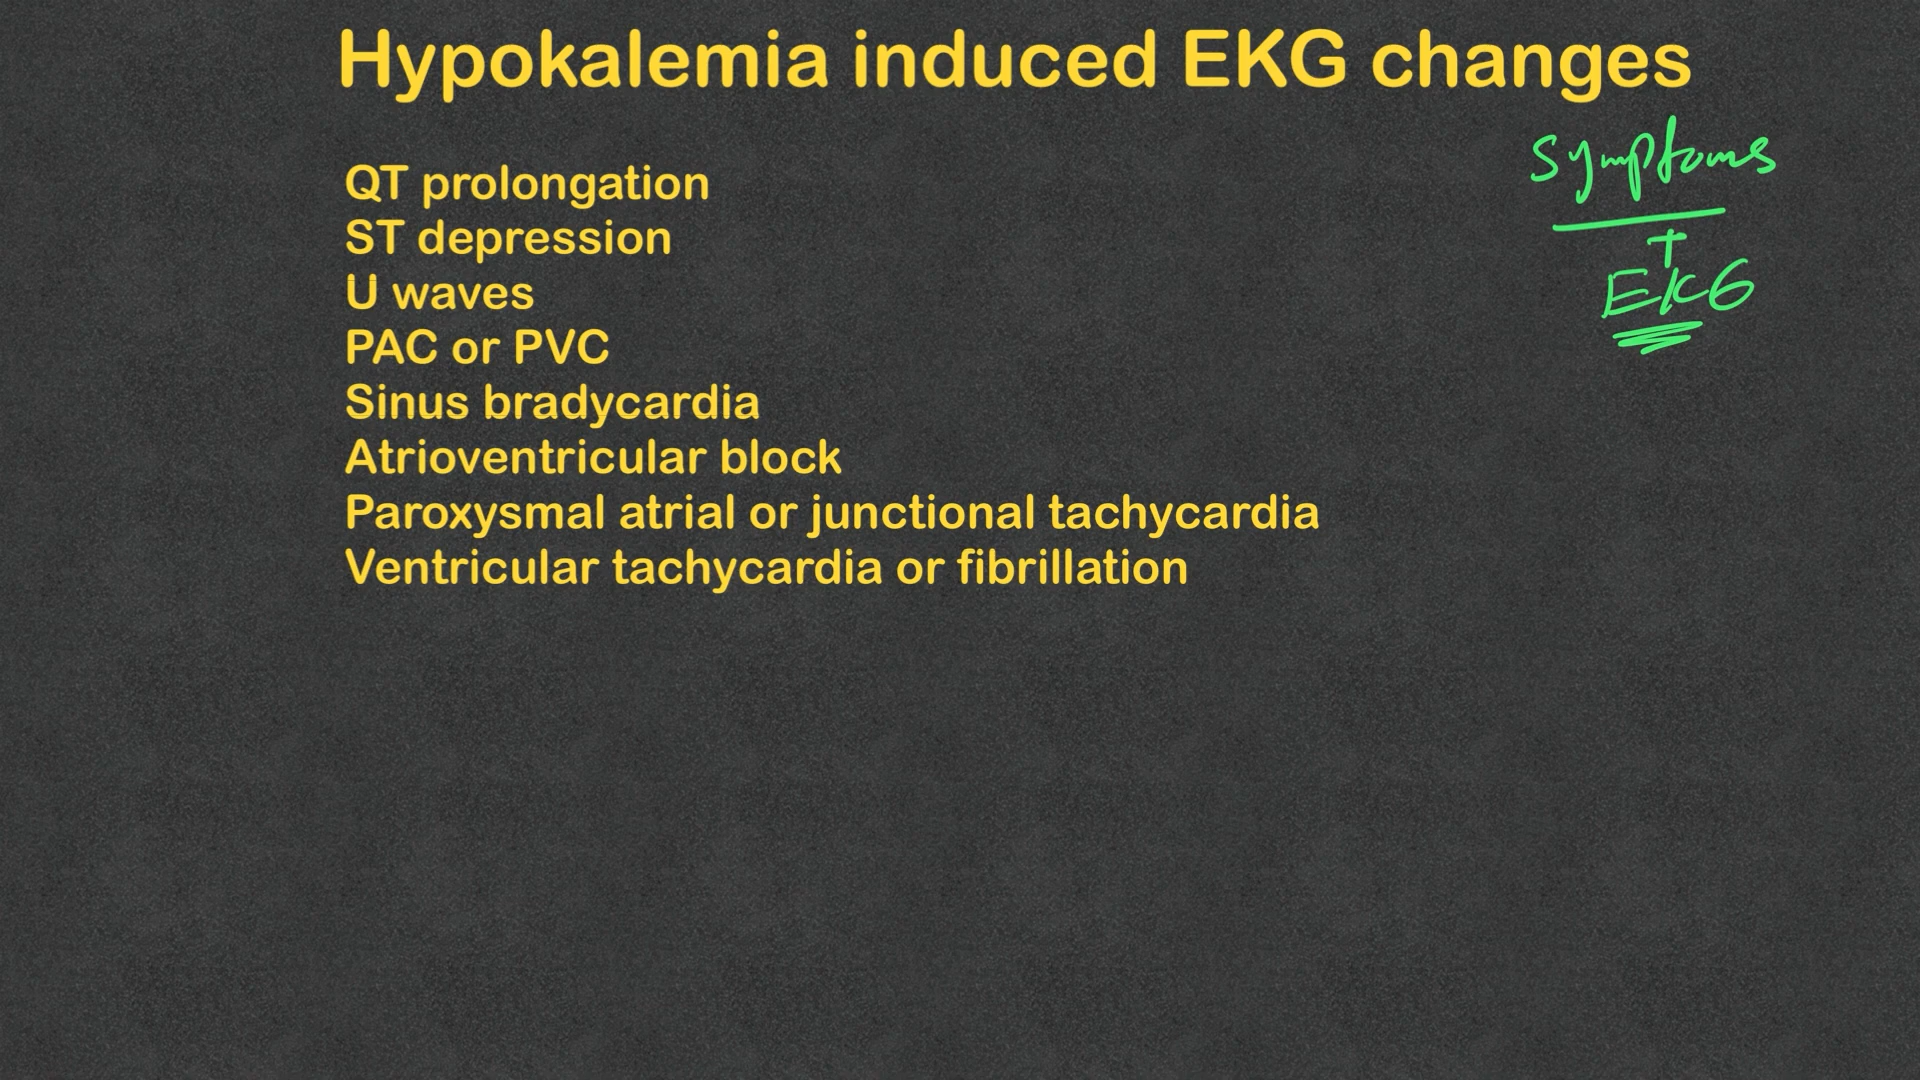 Hypokalemia induced EKG changes
QT prolongation
ST depression
U waves
PAC or PVC
Sinus bradycardia
Atrioventricular block
Paroxysmal atrial or junctional tachycardia
Ventricular tachycardia or fibrillation
Symptoms
+
EKG